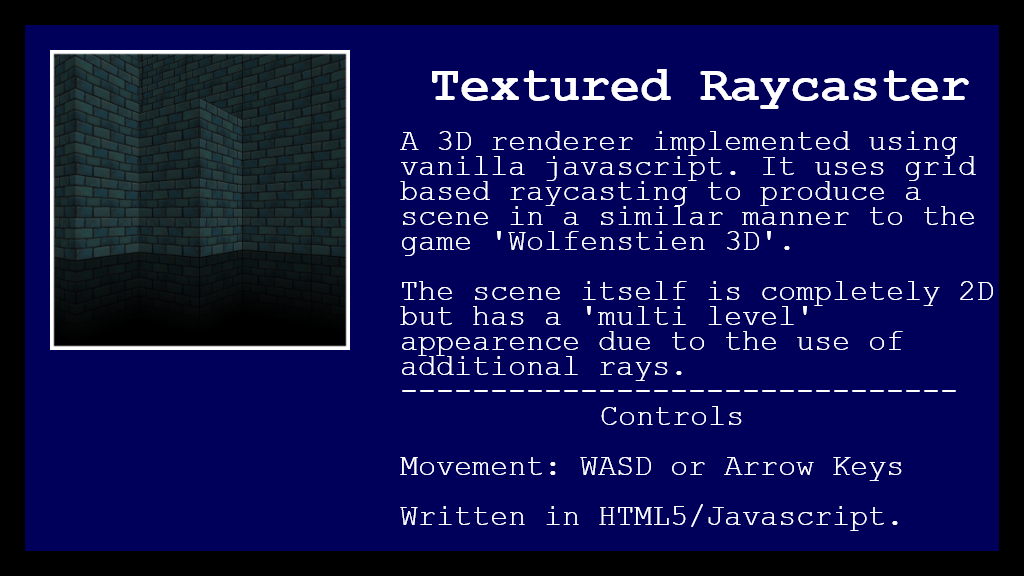 Textured Raycaster
A 3D renderer implemented using
vanilla javascript. It uses grid
based raycasting to produce a
scene in a similar manner to the
game 'Wolfenstien 3D'.
The scene itself is completely 2D
but has a 'multi level'
appearence due to the use of
additional rays.
-------------------------------
Controls
Movement: WASD or Arrow Keys
Written in HTML5/Javascript.